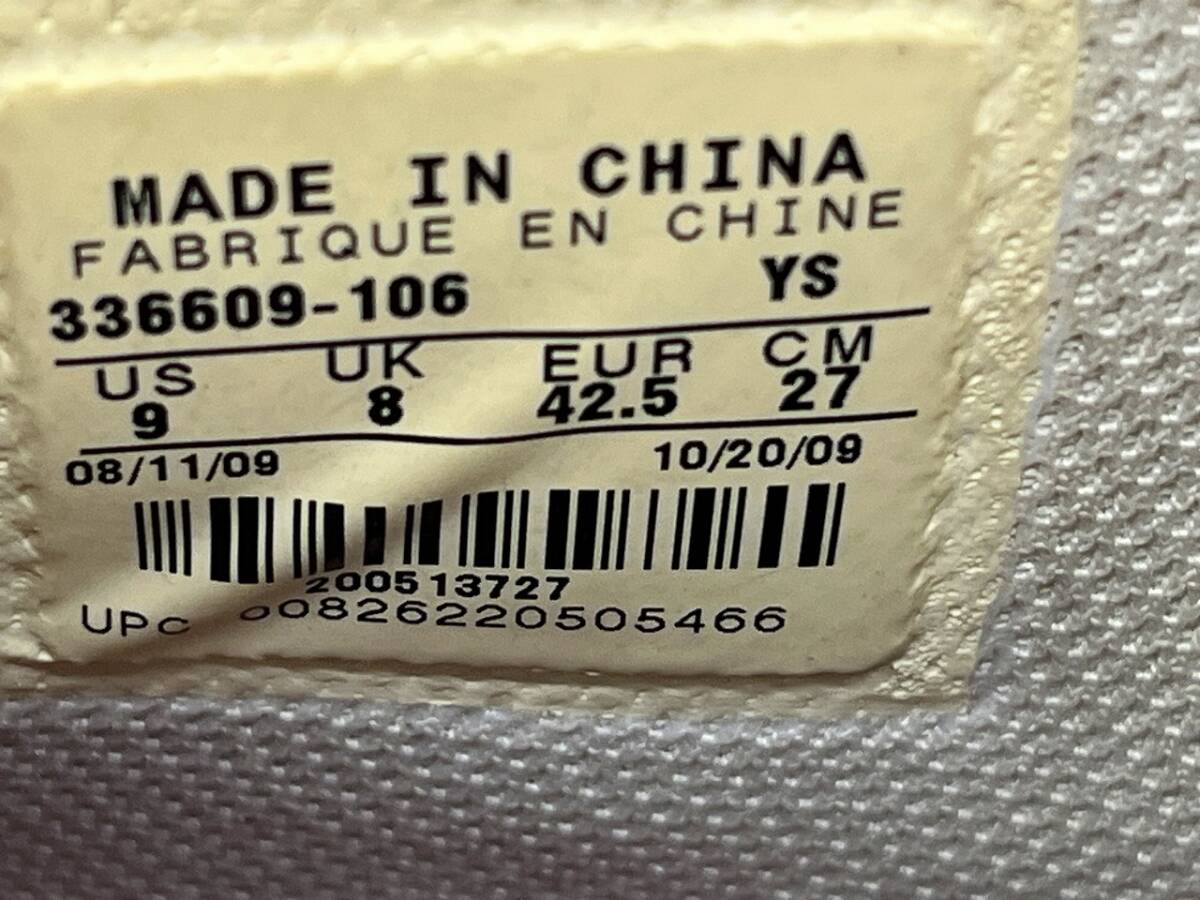 MADE IN CHINA
FABRIQUE EN CHINE
336609-106 YS
US UK EUR CM
9 8 42.5 27
08/11/09 10/20/09
200513727
UPC 00826220505466